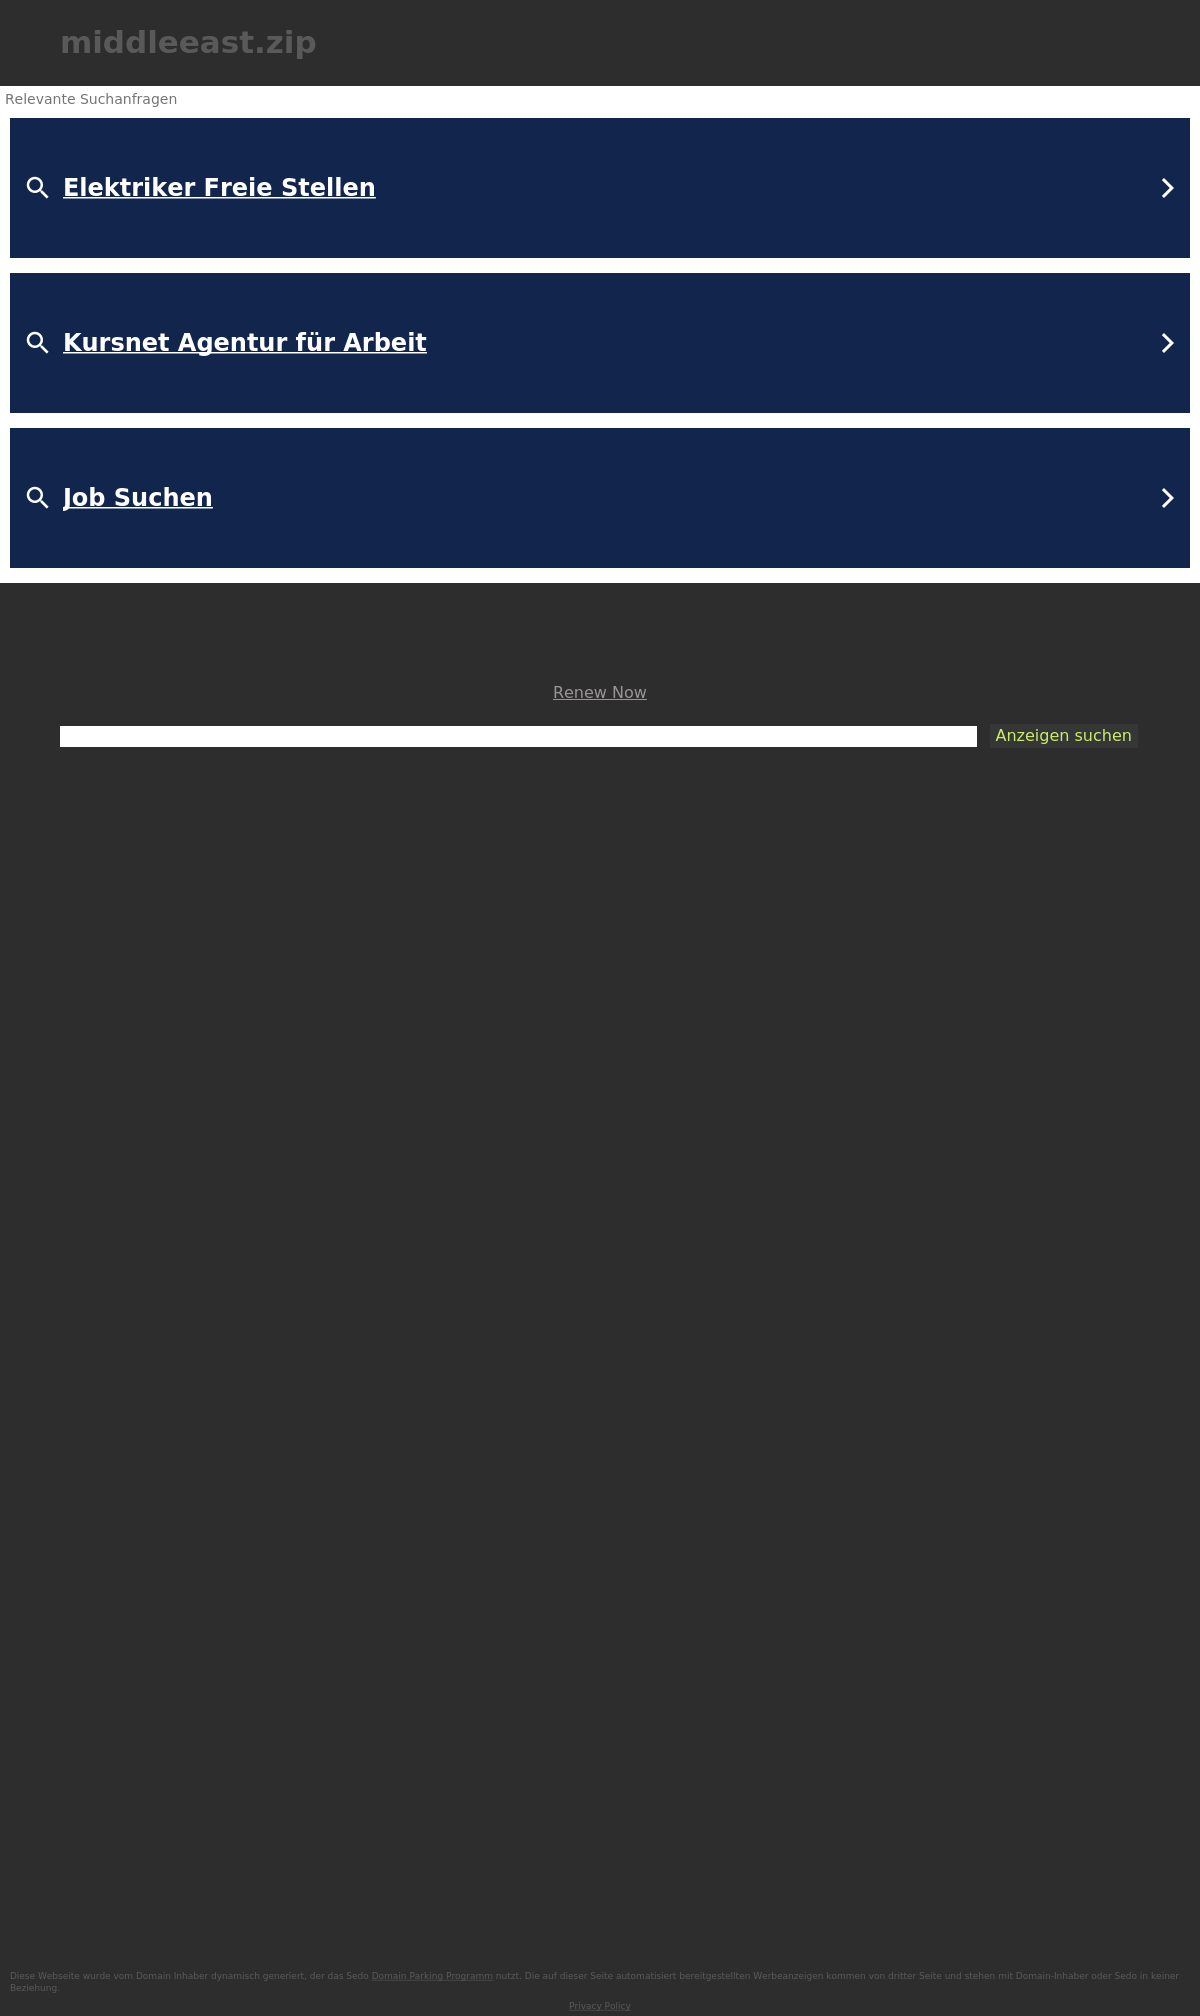 middleeast.zip
Relevante Suchanfragen
Elektriker Freie Stellen
Kursnet Agentur für Arbeit
Job Suchen
Renew Now
Anzeigen suchen
Diese Webseite wurde vom Domain Inhaber dynamisch generiert, der das Sedo Domain Parking Programm nutzt. Die auf dieser Seite automatisiert bereitgestellten Werbeanzeigen kommen von dritter Seite und stehen mit Domain-Inhaber oder Sedo in keiner
Beziehung.
Privacy Policy